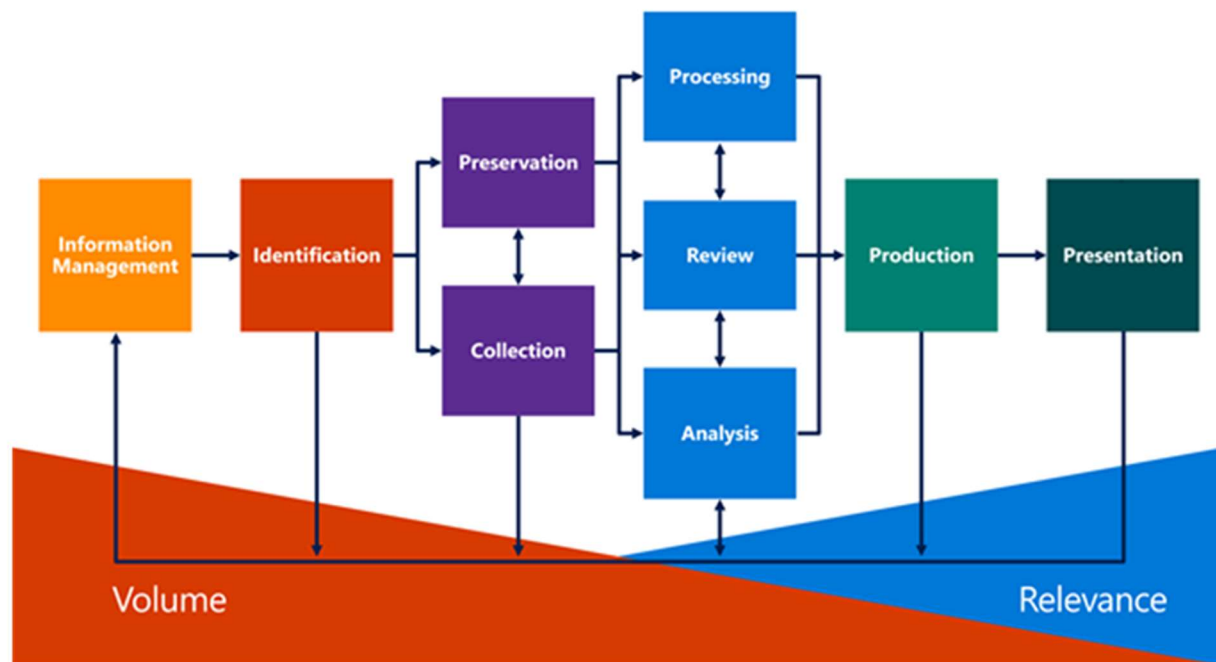 Information
Management
Identification
Preservation
Collection
Processing
Review
Analysis
Production
Presentation
Volume
Relevance